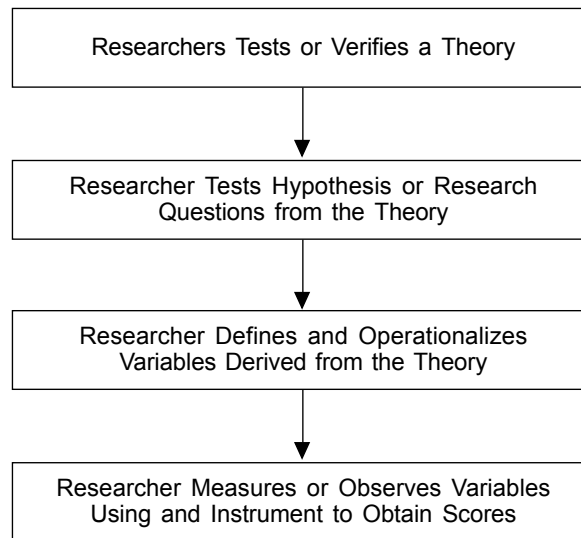 Researchers Tests or Verifies a Theory
Researcher Tests Hypothesis or Research
Questions from the Theory
Researcher Defines and Operationalizes
Variables Derived from the Theory
Researcher Measures or Observes Variables
Using and Instrument to Obtain Scores